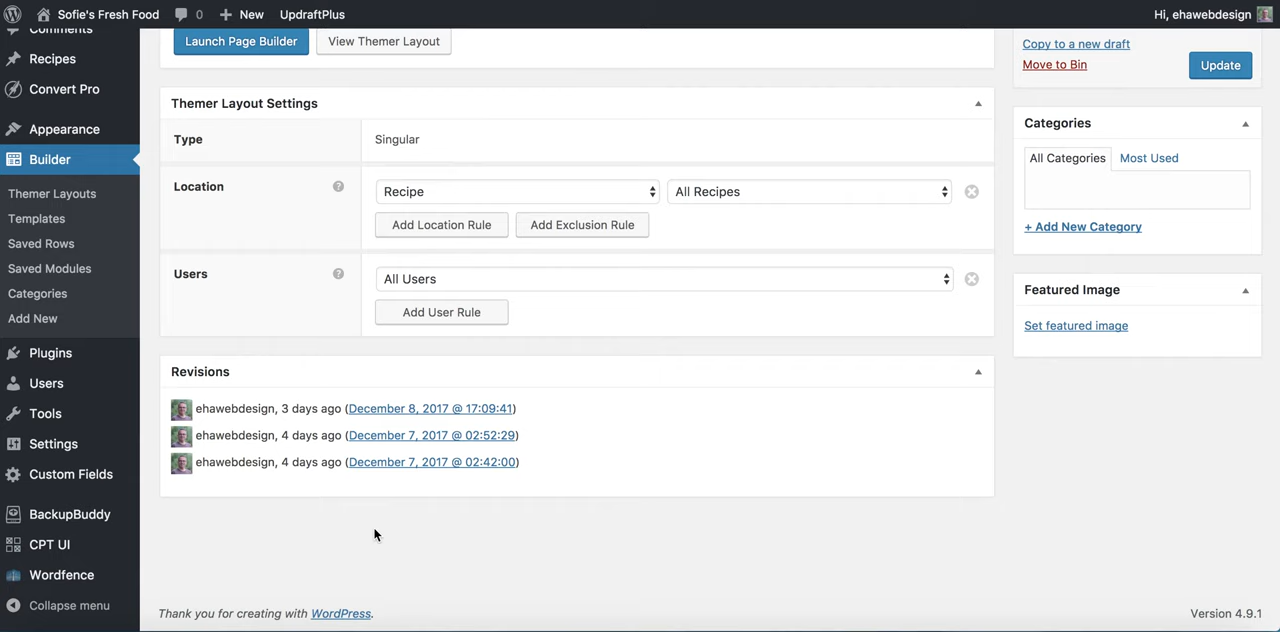 Sofie's Fresh Food 0 New UpdraftPlus Hi, ehawebdesign
Comments
Recipes
Convert Pro
Appearance
Builder
Themer Layouts
Templates
Saved Rows
Saved Modules
Categories
Add New
Plugins
Users
Tools
Settings
Custom Fields
BackupBuddy
CPT UI
Wordfence
Collapse menu
Launch Page Builder View Themer Layout
Themer Layout Settings
Type Singular
Location ? Recipe All Recipes
Add Location Rule Add Exclusion Rule
Users ? All Users
Add User Rule
Revisions
ehawebdesign, 3 days ago (December 8, 2017 @ 17:09:41)
ehawebdesign, 4 days ago (December 7, 2017 @ 02:52:29)
ehawebdesign, 4 days ago (December 7, 2017 @ 02:42:00)
Copy to a new draft
Move to Bin Update
Categories
All Categories Most Used
+ Add New Category
Featured Image
Set featured image
Thank you for creating with WordPress. Version 4.9.1